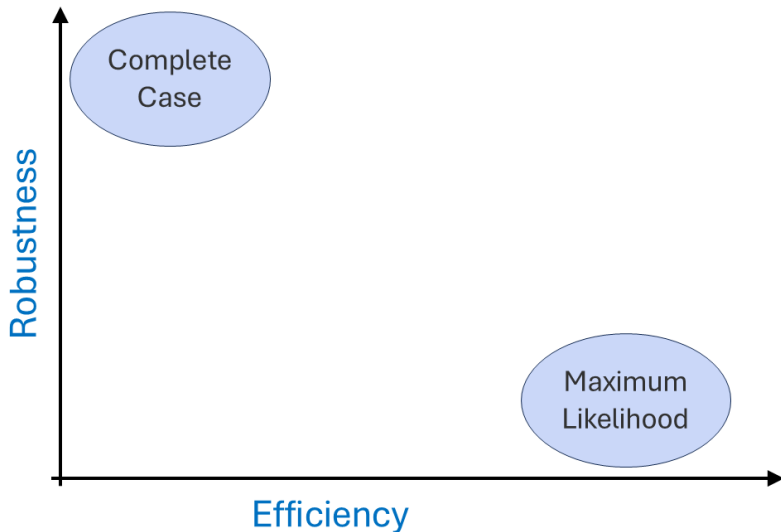 Complete
Case
Robustness
Maximum
Likelihood
Efficiency